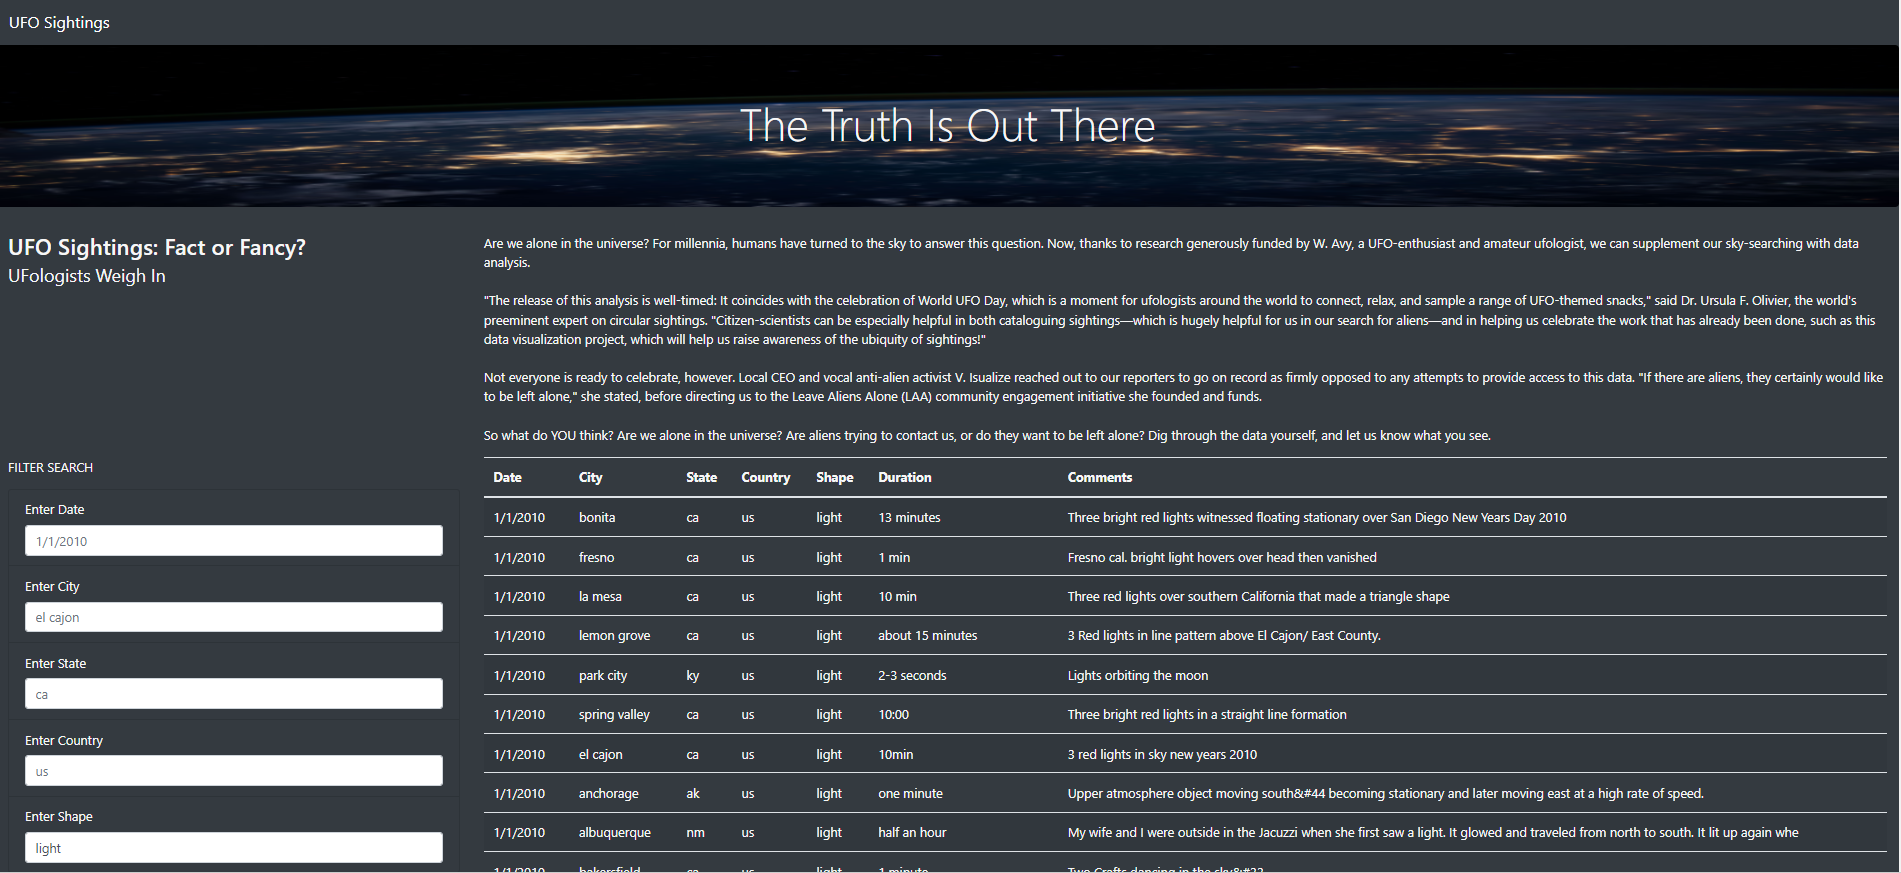 UFO Sightings
The Truth Is Out There
UFO Sightings: Fact or Fancy?
UFologists Weigh In
Are we alone in the universe? For millennia, humans have turned to the sky to answer this question. Now, thanks to research generously funded by W. Avy, a UFO-enthusiast and amateur ufologist, we can supplement our sky-searching with data
analysis.
"The release of this analysis is well-timed: It coincides with the celebration of World UFO Day, which is a moment for ufologists around the world to connect, relax, and sample a range of UFO-themed snacks," said Dr. Ursula F. Olivier, the world's
preeminent expert on circular sightings. "Citizen-scientists can be especially helpful in both cataloguing sightings—which is hugely helpful for us in our search for aliens—and in helping us celebrate the work that has already been done, such as this
data visualization project, which will help us raise awareness of the ubiquity of sightings!"
Not everyone is ready to celebrate, however. Local CEO and vocal anti-alien activist V. Isualize reached out to our reporters to go on record as firmly opposed to any attempts to provide access to this data. "If there are aliens, they certainly would like
to be left alone," she stated, before directing us to the Leave Aliens Alone (LAA) community engagement initiative she founded and funds.
So what do YOU think? Are we alone in the universe? Are aliens trying to contact us, or do they want to be left alone? Dig through the data yourself, and let us know what you see.
FILTER SEARCH
Enter Date
1/1/2010
Enter City
el cajon
Enter State
ca
Enter Country
us
Enter Shape
light
Date City State Country Shape Duration Comments
1/1/2010 bonita ca us light 13 minutes Three bright red lights witnessed floating stationary over San Diego New Years Day 2010
1/1/2010 fresno ca us light 1 min Fresno cal. bright light hovers over head then vanished
1/1/2010 la mesa ca us light 10 min Three red lights over southern California that made a triangle shape
1/1/2010 lemon grove ca us light about 15 minutes 3 Red lights in line pattern above El Cajon/ East County.
1/1/2010 park city ky us light 2-3 seconds Lights orbiting the moon
1/1/2010 spring valley ca us light 10:00 Three bright red lights in a straight line formation
1/1/2010 el cajon ca us light 10min 3 red lights in sky new years 2010
1/1/2010 anchorage ak us light one minute Upper atmosphere object moving south&#44 becoming stationary and later moving east at a high rate of speed.
1/1/2010 albuquerque nm us light half an hour My wife and I were outside in the Jacuzzi when she first saw a light. It glowed and traveled from north to south. It lit up again whe
1/1/2010 bakersfield ca us light 1 minute Two Crafts dancing in the sky&#33